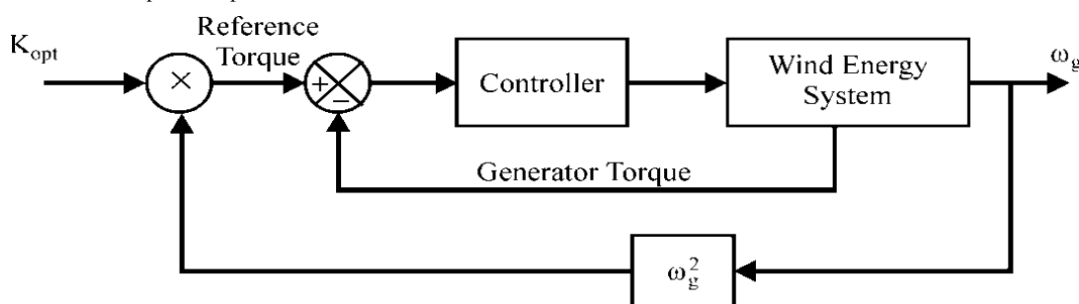 K_opt
Reference
Torque
×
+
−
Controller
Wind Energy
System
ω_g
Generator Torque
ω_g^2